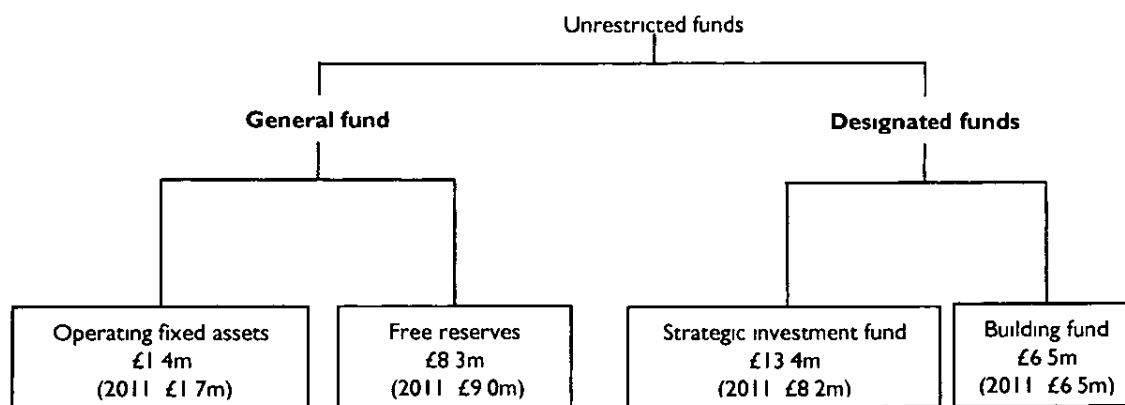 Unrestricted funds
General fund
Designated funds
Operating fixed assets
£1 4m
(2011 £1 7m)
Free reserves
£8 3m
(2011 £9 0m)
Strategic investment fund
£13 4m
(2011 £8 2m)
Building fund
£6 5m
(2011 £6 5m)